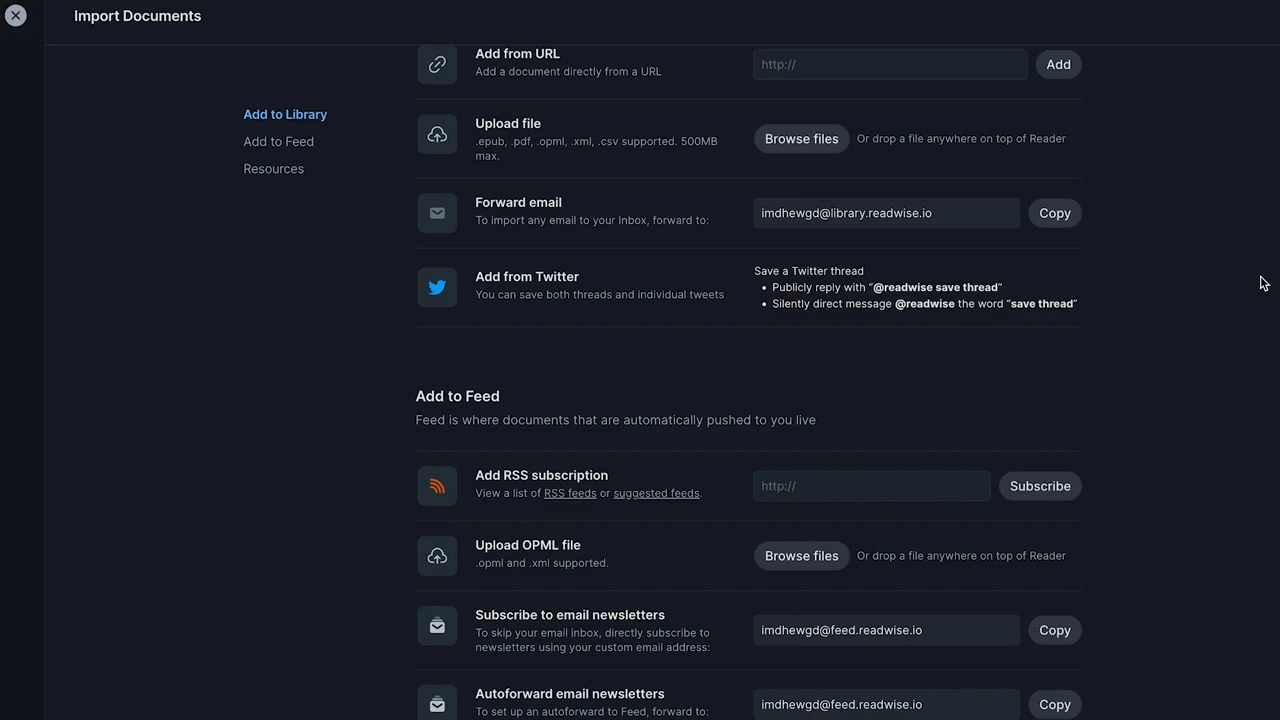 Import Documents
Add to Library
Add to Feed
Resources
Add from URL
Add a document directly from a URL
http://
Add
Upload file
.epub, .pdf, .opml, .xml, .csv supported. 500MB
max.
Browse files
Or drop a file anywhere on top of Reader
Forward email
To import any email to your Inbox, forward to:
imdhewgd@library.readwise.io
Copy
Add from Twitter
You can save both threads and individual tweets
Save a Twitter thread
• Publicly reply with “@readwise save thread”
• Silently direct message @readwise the word “save thread”
Add to Feed
Feed is where documents that are automatically pushed to you live
Add RSS subscription
View a list of RSS feeds or suggested feeds.
http://
Subscribe
Upload OPML file
.opml and .xml supported.
Browse files
Or drop a file anywhere on top of Reader
Subscribe to email newsletters
To skip your email inbox, directly subscribe to
newsletters using your custom email address:
imdhewgd@feed.readwise.io
Copy
Autoforward email newsletters
To set up an autoforward to Feed, forward to:
imdhewgd@feed.readwise.io
Copy